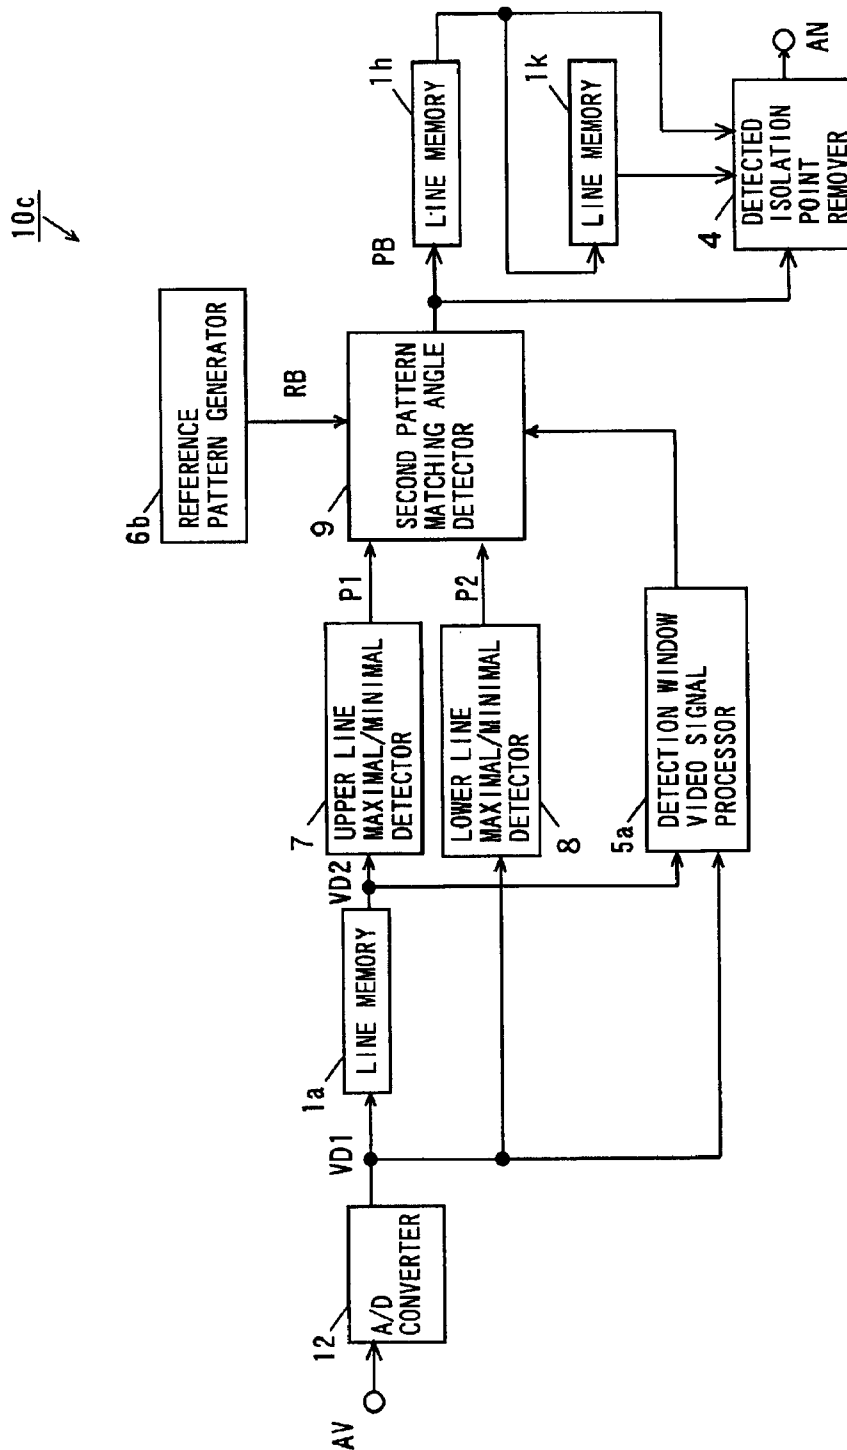 10c
AV
12
A/D
CONVERTER
VD1
1a
LINE MEMORY
VD2
7
UPPER LINE
MAXIMAL/MINIMAL
DETECTOR
P1
LOWER LINE
MAXIMAL/MINIMAL
DETECTOR
8
P2
5a
DETECTION WINDOW
VIDEO SIGNAL
PROCESSOR
6b
REFERENCE
PATTERN GENERATOR
RB
9
SECOND PATTERN
MATCHING ANGLE
DETECTOR
PB
1h
LINE MEMORY
1k
LINE MEMORY
4
DETECTED
ISOLATION
POINT
REMOVER
AN